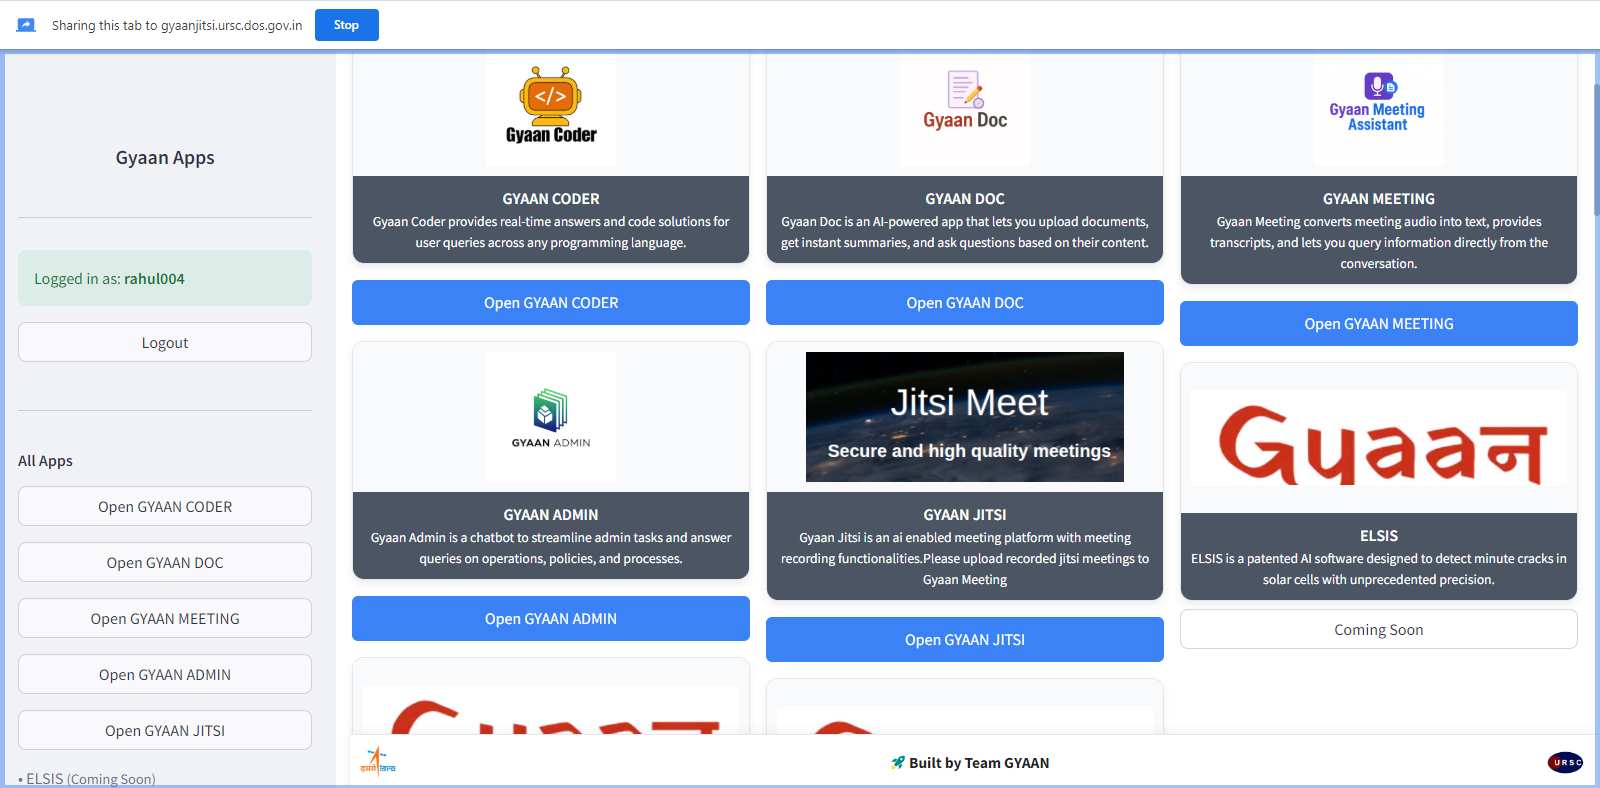 Sharing this tab to gyaanjitsi.ursc.dos.gov.in
Stop
Gyaan Apps
Logged in as: rahul004
Logout
All Apps
Open GYAAN CODER
Open GYAAN DOC
Open GYAAN MEETING
Open GYAAN ADMIN
Open GYAAN JITSI
• ELSIS (Coming Soon)
</>
Gyaan Coder
GYAAN CODER
Gyaan Coder provides real-time answers and code solutions for
user queries across any programming language.
Open GYAAN CODER
Gyaan Doc
GYAAN DOC
Gyaan Doc is an AI-powered app that lets you upload documents,
get instant summaries, and ask questions based on their content.
Open GYAAN DOC
Gyaan Meeting
Assistant
GYAAN MEETING
Gyaan Meeting converts meeting audio into text, provides
transcripts, and lets you query information directly from the
conversation.
Open GYAAN MEETING
GYAAN ADMIN
GYAAN ADMIN
Gyaan Admin is a chatbot to streamline admin tasks and answer
queries on operations, policies, and processes.
Open GYAAN ADMIN
Jitsi Meet
Secure and high quality meetings
GYAAN JITSI
Gyaan Jitsi is an ai enabled meeting platform with meeting
recording functionalities.Please upload recorded jitsi meetings to
Gyaan Meeting
Open GYAAN JITSI
Gyaaन
ELSIS
ELSIS is a patented AI software designed to detect minute cracks in
solar cells with unprecedented precision.
Coming Soon
इसरो isro
Built by Team GYAAN
URSC